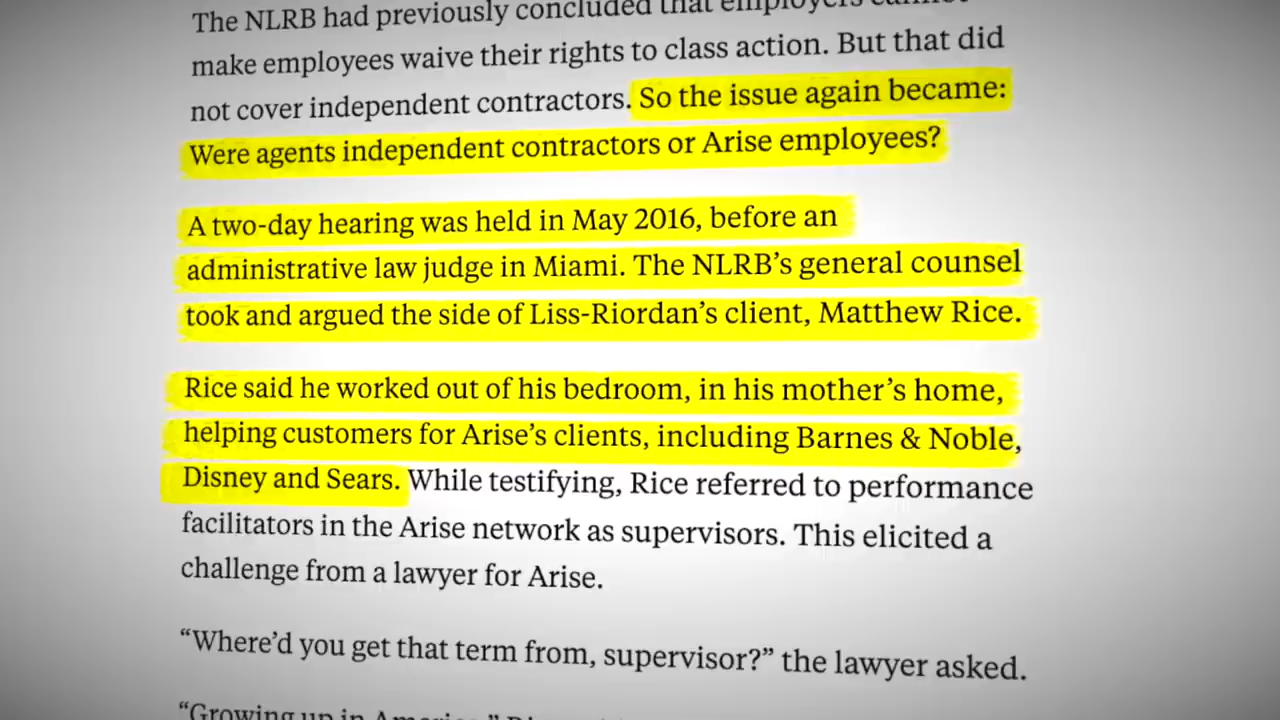 The NLRB had previously concluded that employers cannot
make employees waive their rights to class action. But that did
not cover independent contractors. So the issue again became:
Were agents independent contractors or Arise employees?
A two-day hearing was held in May 2016, before an
administrative law judge in Miami. The NLRB’s general counsel
took and argued the side of Liss-Riordan’s client, Matthew Rice.
Rice said he worked out of his bedroom, in his mother’s home,
helping customers for Arise’s clients, including Barnes & Noble,
Disney and Sears. While testifying, Rice referred to performance
facilitators in the Arise network as supervisors. This elicited a
challenge from a lawyer for Arise.
“Where’d you get that term from, supervisor?” the lawyer asked.
“Growing up in America,”